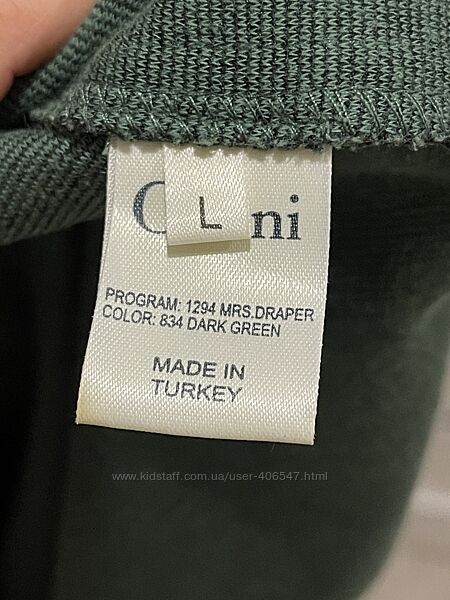 L
PROGRAM: 1294 MRS.DRAPER
COLOR: 834 DARK GREEN
MADE IN
TURKEY
www.kidstaff.com.ua/user-406547.html